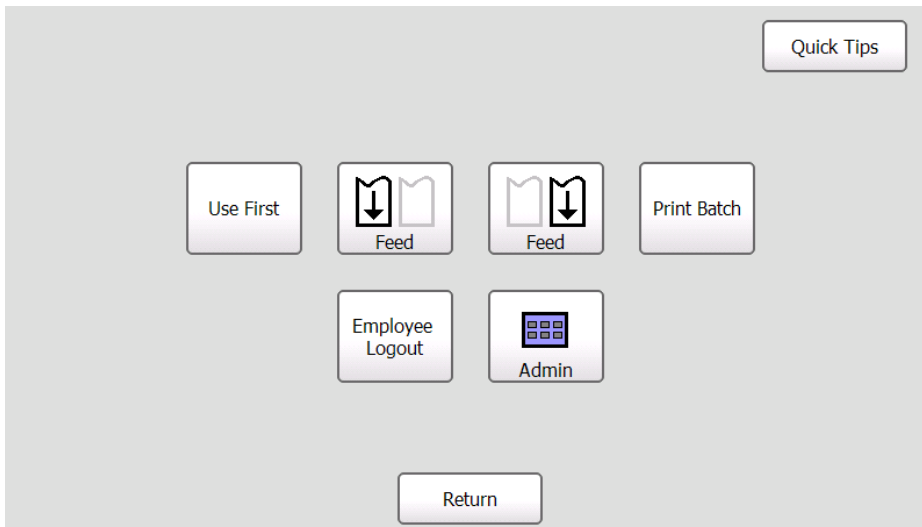 Quick Tips
Use First
Feed
Feed
Print Batch
Employee
Logout
Admin
Return